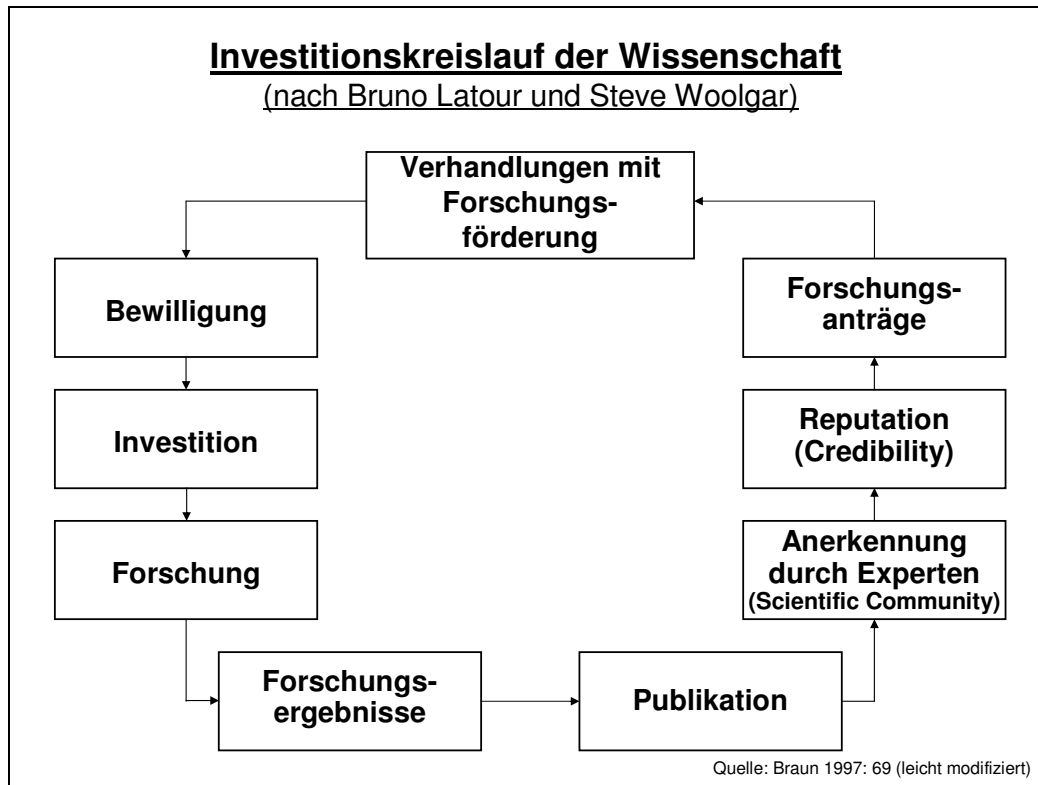 Investitionskreislauf der Wissenschaft
(nach Bruno Latour und Steve Woolgar)
Verhandlungen mit
Forschungs-
förderung
Bewilligung
Investition
Forschung
Forschungs-
ergebnisse
Publikation
Anerkennung
durch Experten
(Scientific Community)
Reputation
(Credibility)
Forschungs-
anträge
Quelle: Braun 1997: 69 (leicht modifiziert)